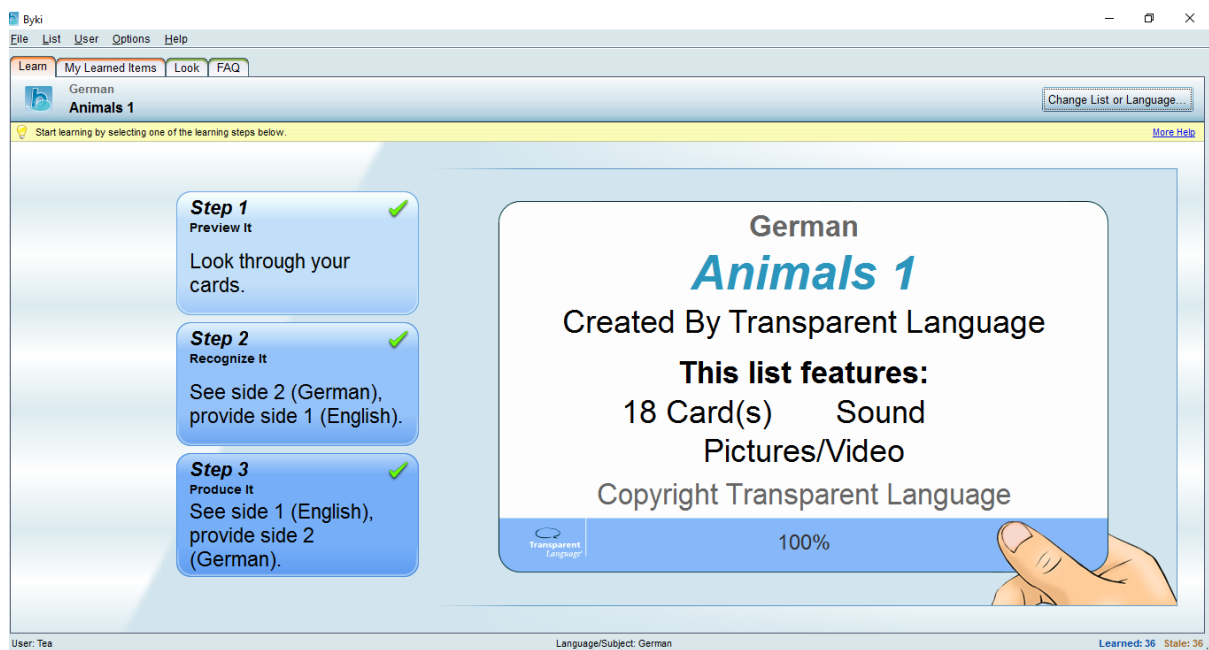 Byki
File List User Options Help
Learn My Learned Items Look FAQ
German
Animals 1
Change List or Language...
Start learning by selecting one of the learning steps below.
More Help
Step 1
Preview It
Look through your
cards.
Step 2
Recognize It
See side 2 (German),
provide side 1 (English).
Step 3
Produce It
See side 1 (English),
provide side 2
(German).
German
Animals 1
Created By Transparent Language
This list features:
18 Card(s) Sound
Pictures/Video
Copyright Transparent Language
Transparent
Language
100%
User: Tea
Language/Subject: German
Learned: 36 Stale: 36